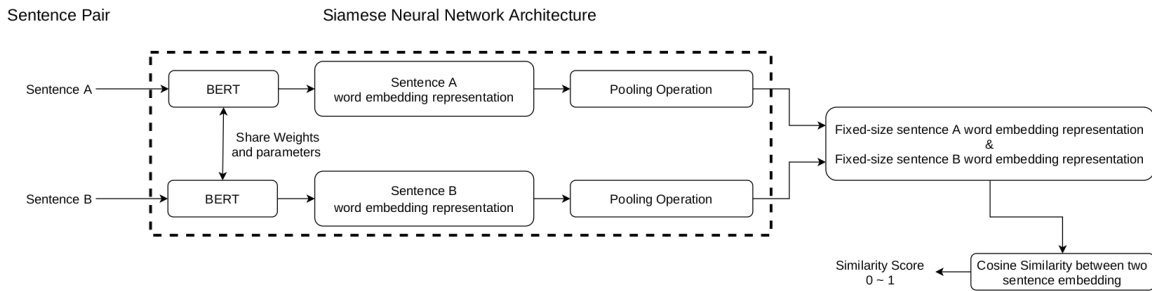 Sentence Pair
Siamese Neural Network Architecture
Sentence A
BERT
Sentence A
word embedding representation
Pooling Operation
Share Weights
and parameters
Fixed-size sentence A word embedding representation
&
Fixed-size sentence B word embedding representation
Sentence B
BERT
Sentence B
word embedding representation
Pooling Operation
Similarity Score
0 ~ 1
Cosine Similarity between two
sentence embedding